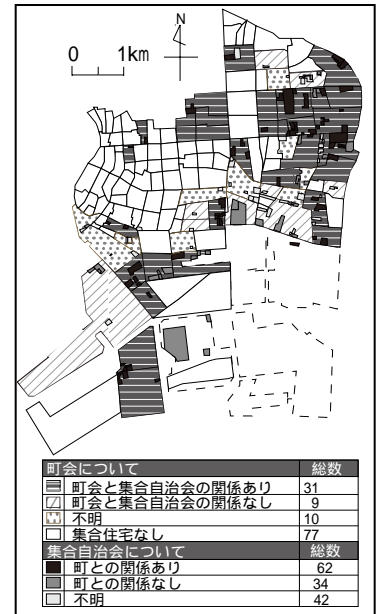 N
0 1km
町会について 総数
町会と集合自治会の関係あり 31
町会と集合自治会の関係なし 9
不明 10
集合住宅なし 77
集合自治会について 総数
町との関係あり 62
町との関係なし 34
不明 42